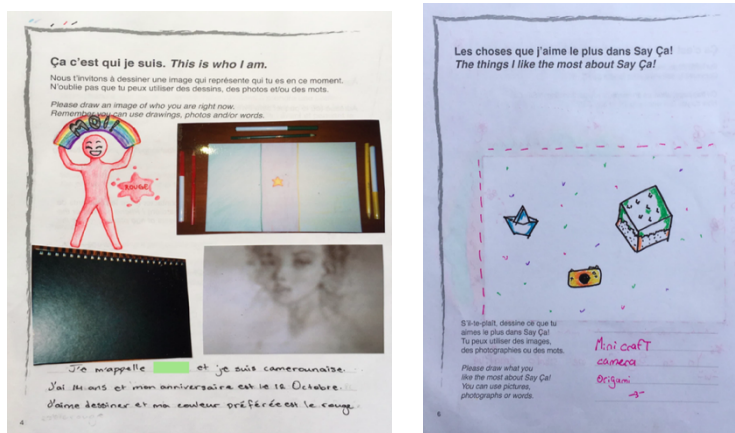 Ça c'est qui je suis. This is who I am.
Nous t'invitons à dessiner une image qui représente qui tu es en ce moment.
N'oublie pas que tu peux utiliser des dessins, des photos et/ou des mots.
Please draw an image of who you are right now.
Remember you can use drawings, photos and/or words.
MOI!
ROUGE
Je m'appelle et je suis camerounaise.
J'ai 14 ans et mon anniversaire est le 16 Octobre.
J'aime dessiner et ma couleur préférée est le rouge.
4
Les choses que j'aime le plus dans Say Ça!
The things I like the most about Say Ça!
S'il-te-plaît, dessine ce que tu
aimes le plus dans Say Ça!
Tu peux utiliser des images,
des photographies ou des mots.
Please draw what you
like the most about Say Ça!
You can use pictures,
photographs or words.
Minicraft
camera
Origami
6